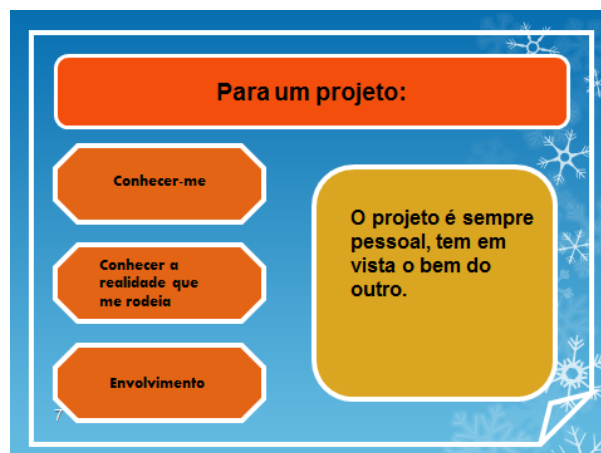 Para um projeto:
Conhecer-me
Conhecer a
realidade que
me rodeia
Envolvimento
O projeto é sempre
pessoal, tem em
vista o bem do
outro.
7